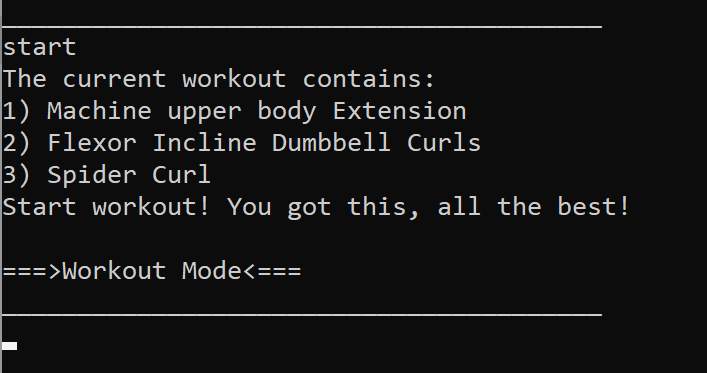 start
The current workout contains:
1) Machine upper body Extension
2) Flexor Incline Dumbbell Curls
3) Spider Curl
Start workout! You got this, all the best!
===>Workout Mode<===